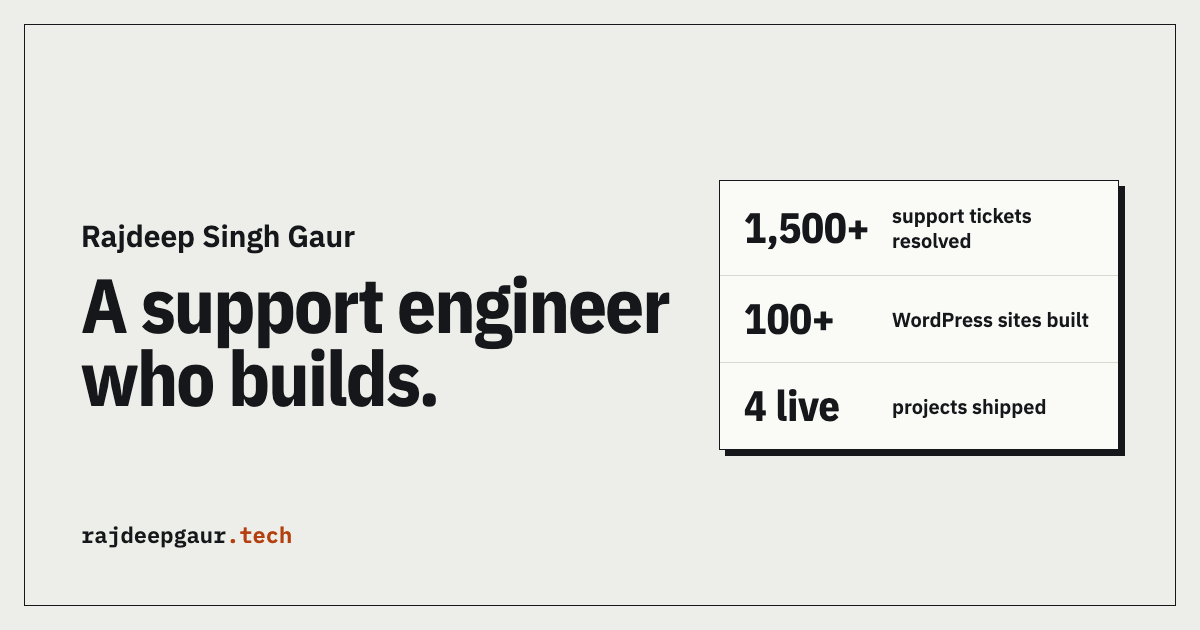 Rajdeep Singh Gaur
A support engineer
who builds.
rajdeepgaur.tech
1,500+
support tickets
resolved
100+
WordPress sites built
4 live
projects shipped